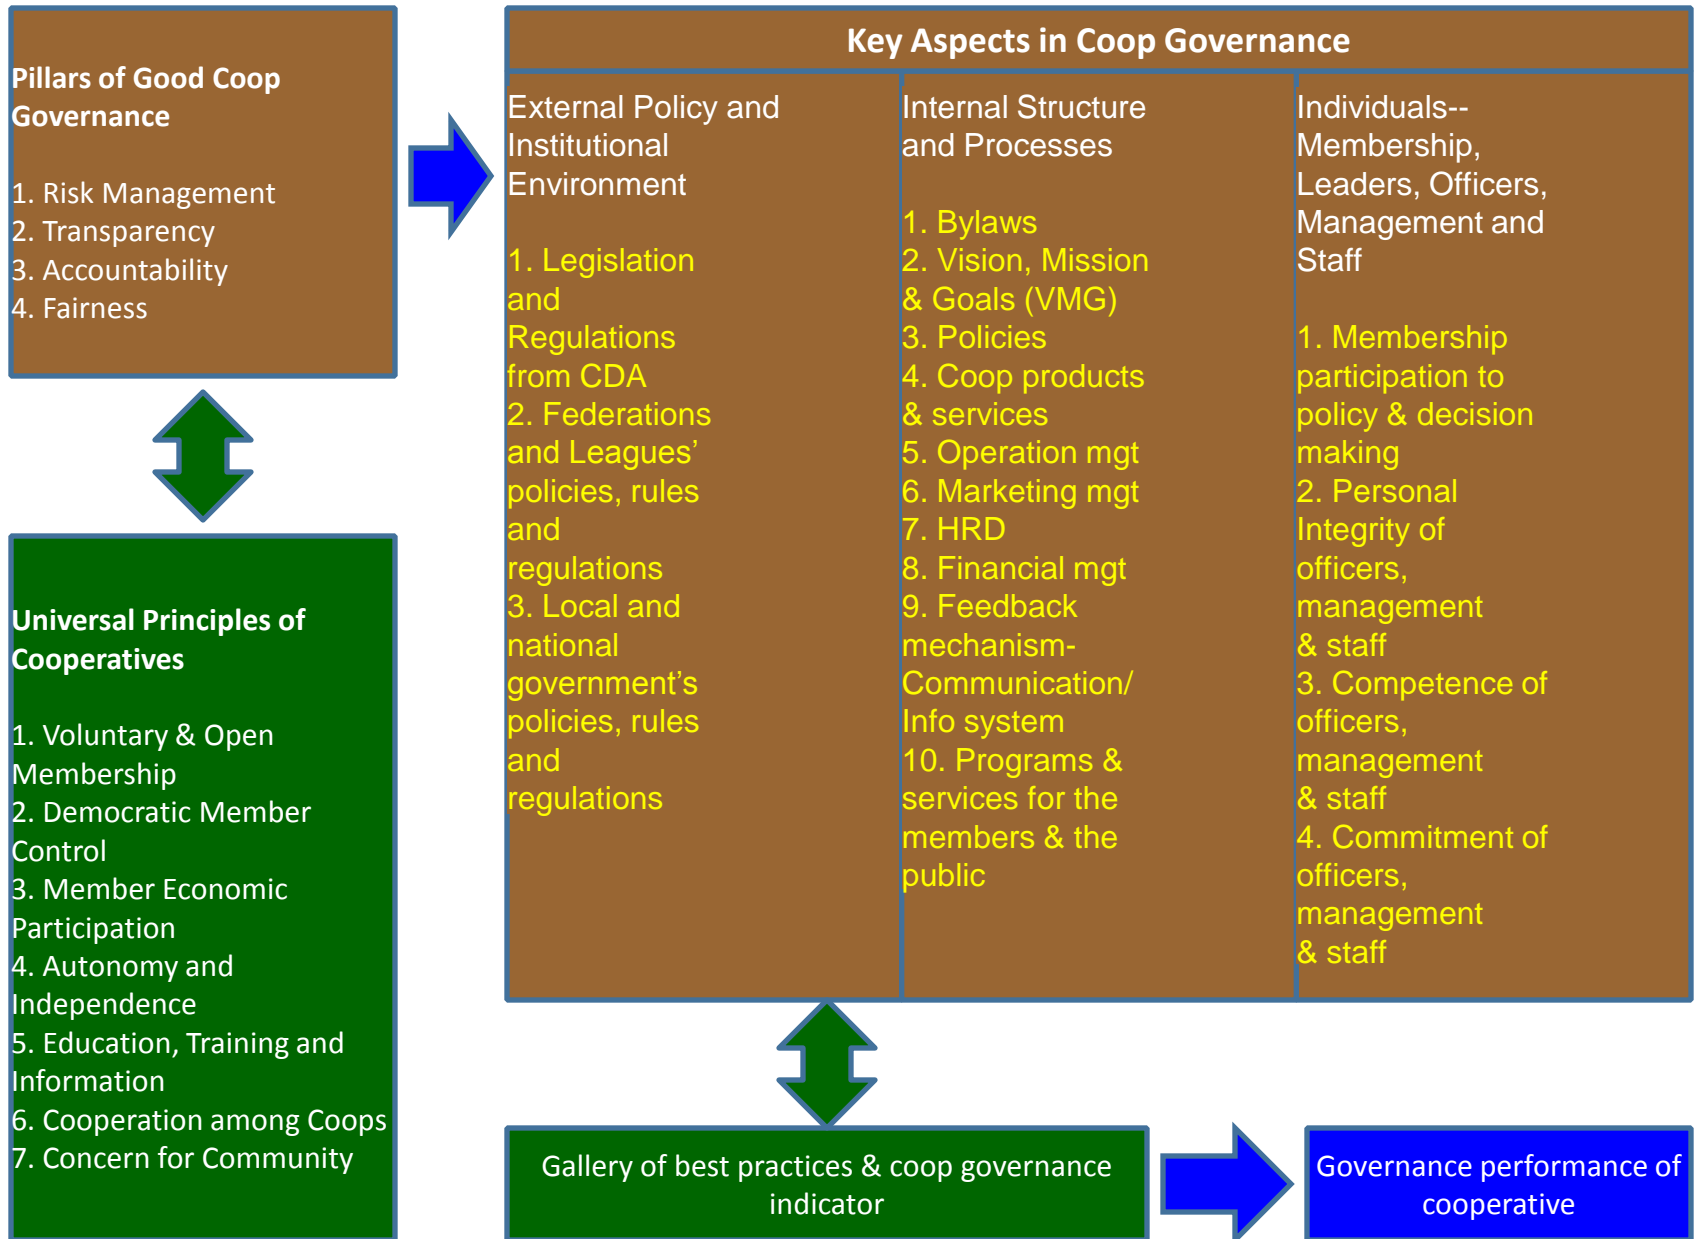 Pillars of Good Coop
Governance
1. Risk Management
2. Transparency
3. Accountability
4. Fairness
Universal Principles of
Cooperatives
1. Voluntary & Open
Membership
2. Democratic Member
Control
3. Member Economic
Participation
4. Autonomy and
Independence
5. Education, Training and
Information
6. Cooperation among Coops
7. Concern for Community
Key Aspects in Coop Governance
External Policy and
Institutional
Environment
1. Legislation
and
Regulations
from CDA
2. Federations
and Leagues’
policies, rules
and
regulations
3. Local and
national
government’s
policies, rules
and
regulations
Internal Structure
and Processes
1. Bylaws
2. Vision, Mission
& Goals (VMG)
3. Policies
4. Coop products
& services
5. Operation mgt
6. Marketing mgt
7. HRD
8. Financial mgt
9. Feedback
mechanism-
Communication/
Info system
10. Programs &
services for the
members & the
public
Individuals--
Membership,
Leaders, Officers,
Management and
Staff
1. Membership
participation to
policy & decision
making
2. Personal
Integrity of
officers,
management
& staff
3. Competence of
officers,
management
& staff
4. Commitment of
officers,
management
& staff
Gallery of best practices & coop governance
indicator
Governance performance of
cooperative